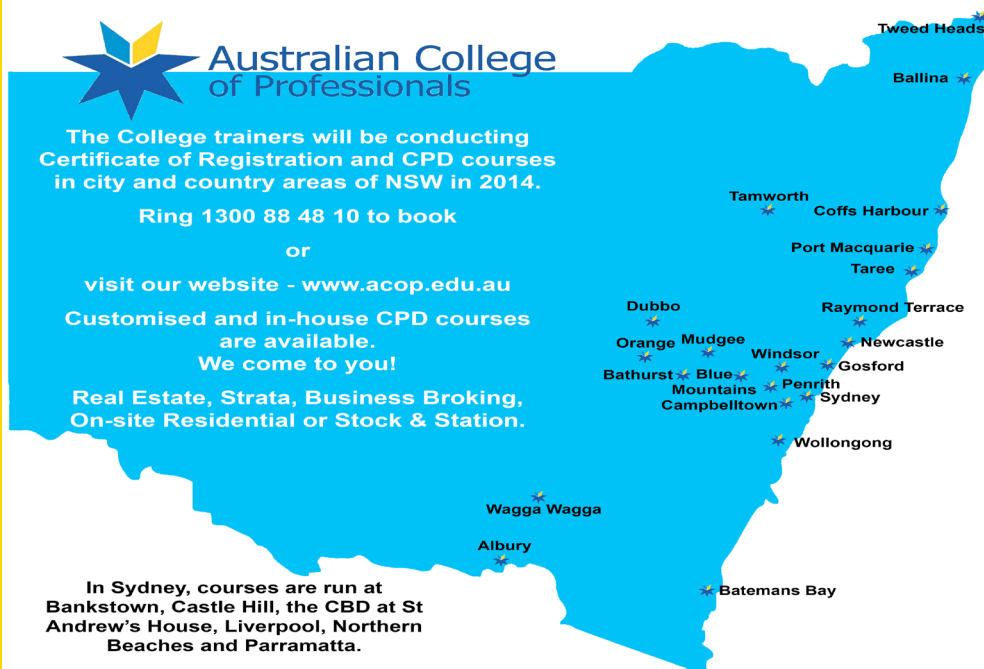 Australian College
of Professionals
The College trainers will be conducting
Certificate of Registration and CPD courses
in city and country areas of NSW in 2014.
Ring 1300 88 48 10 to book
or
visit our website - www.acop.edu.au
Customised and in-house CPD courses
are available.
We come to you!
Real Estate, Strata, Business Broking,
On-site Residential or Stock & Station.
Tweed Heads
Ballina
Tamworth
Coffs Harbour
Port Macquarie
Taree
Dubbo
Raymond Terrace
Orange
Mudgee
Newcastle
Windsor
Gosford
Bathurst
Blue
Mountains
Penrith
Sydney
Campbelltown
Wollongong
Wagga Wagga
Albury
Batemans Bay
In Sydney, courses are run at
Bankstown, Castle Hill, the CBD at St
Andrew's House, Liverpool, Northern
Beaches and Parramatta.